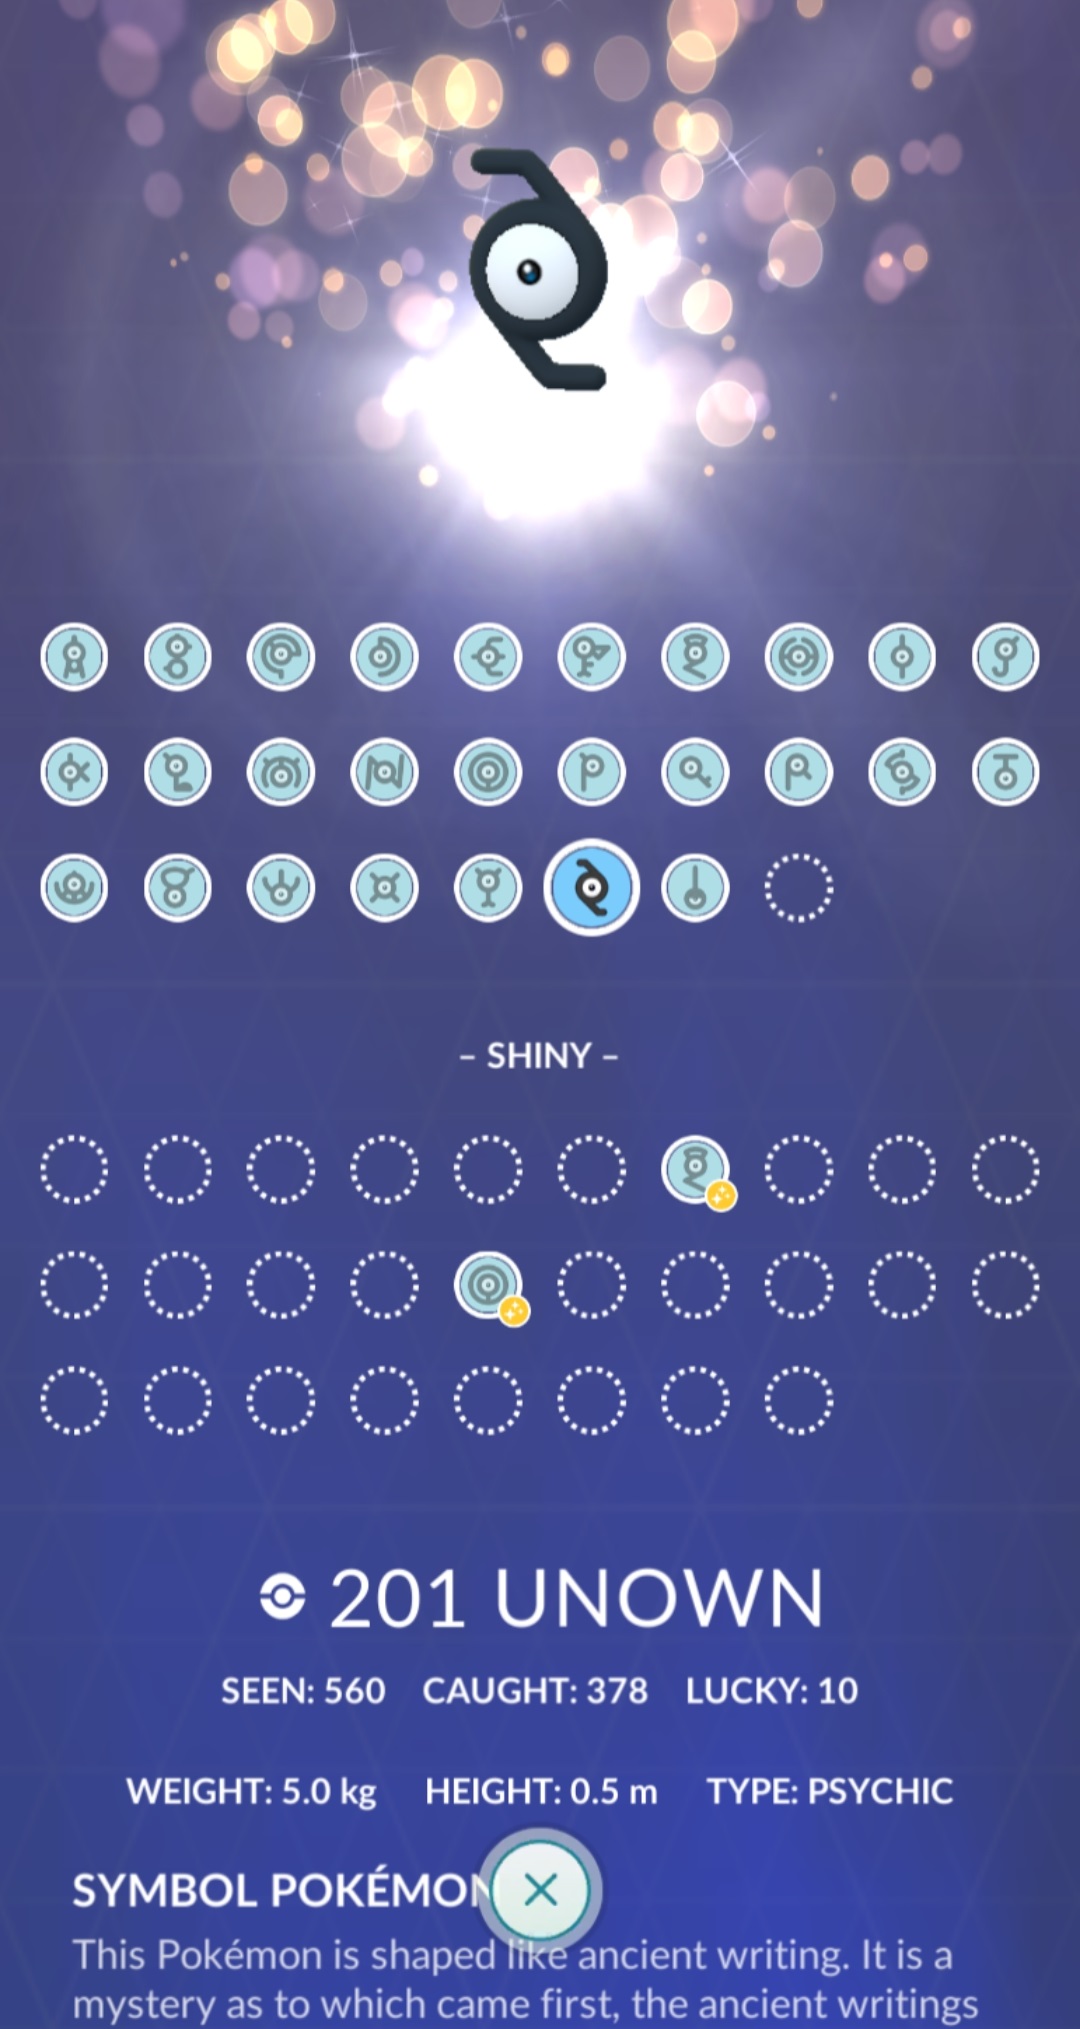 – SHINY –
201 UNOWN
SEEN: 560 CAUGHT: 378 LUCKY: 10
WEIGHT: 5.0 kg HEIGHT: 0.5 m TYPE: PSYCHIC
SYMBOL POKÉMON
This Pokémon is shaped like ancient writing. It is a
mystery as to which came first, the ancient writings